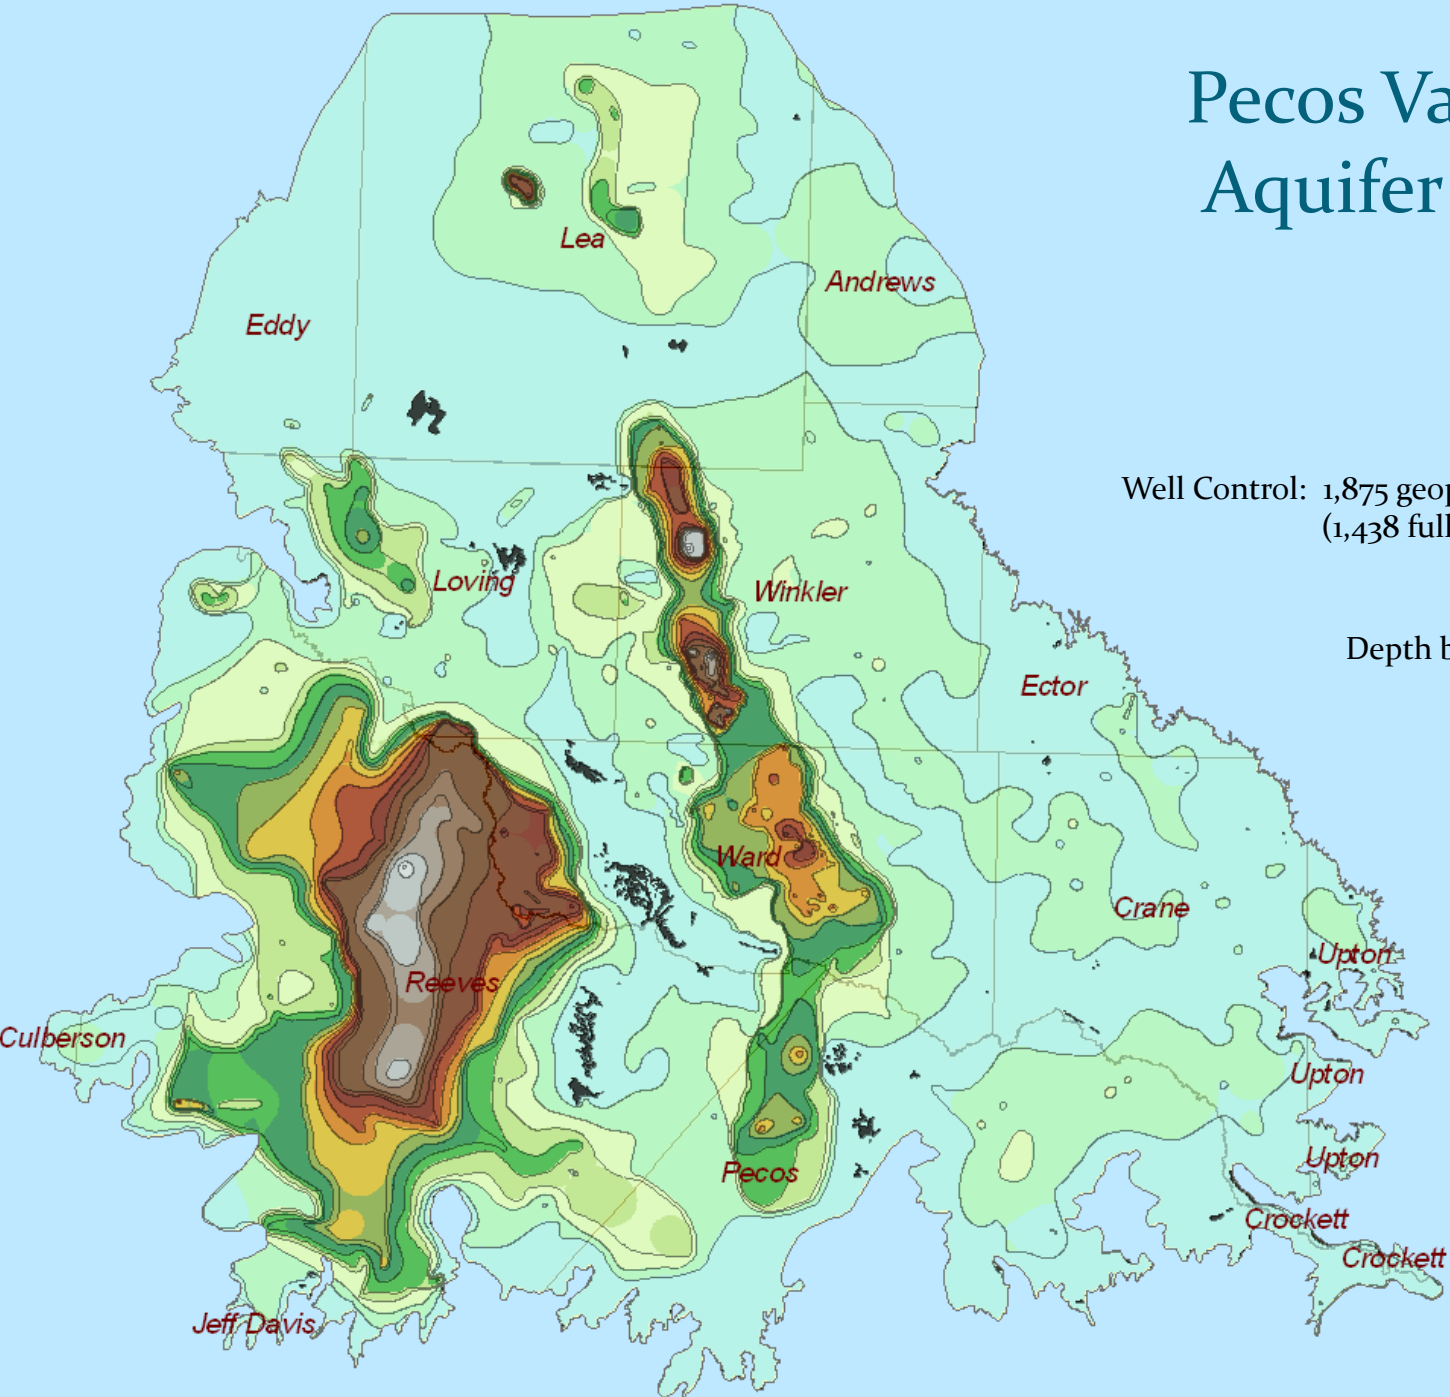 Pecos Va
Aquifer
Lea
Andrews
Eddy
Well Control: 1,875 geop
(1,438 full
Loving
Winkler
Depth b
Ector
Ward
Crane
Upton
Reeves
Culberson
Upton
Upton
Pecos
Crockett
Crockett
Jeff Davis